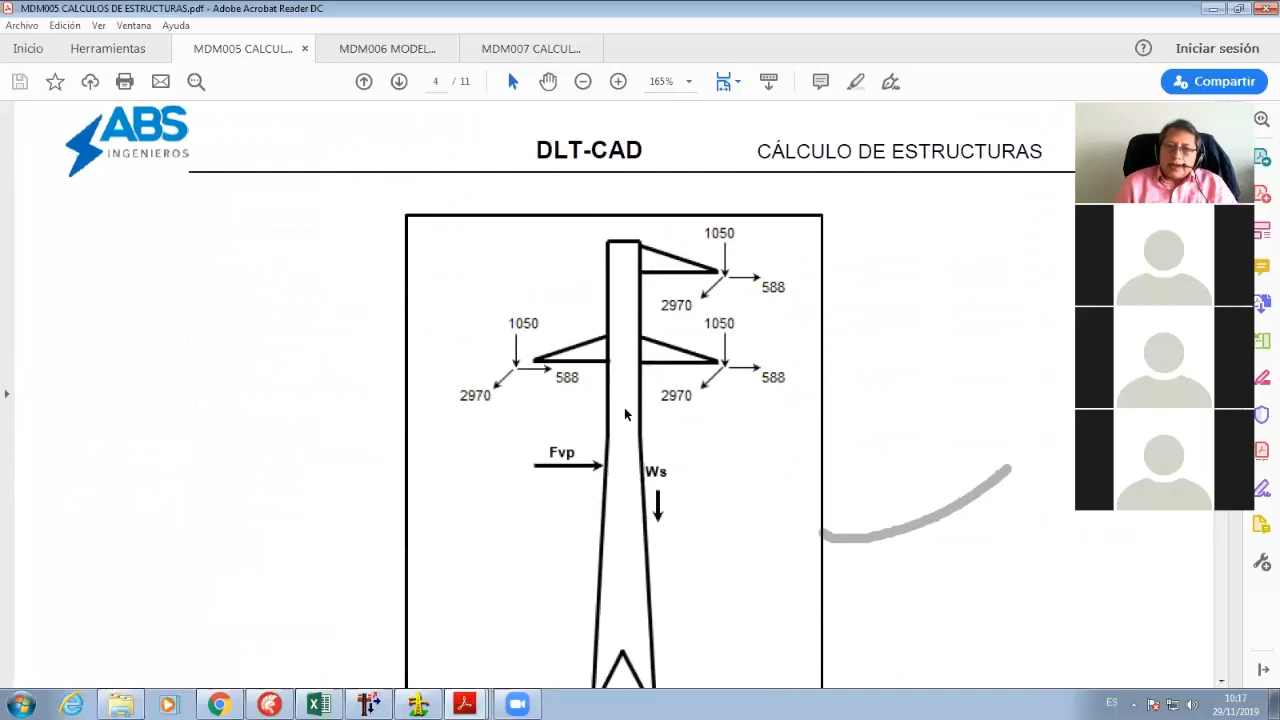 MDM005 CALCULOS DE ESTRUCTURAS.pdf - Adobe Acrobat Reader DC
Archivo Edición Ver Ventana Ayuda
Inicio Herramientas MDM005 CALCUL... × MDM006 MODEL... MDM007 CALCUL... Iniciar sesión
4 / 11 165% Compartir
ABS
INGENIEROS
DLT-CAD CÁLCULO DE ESTRUCTURAS
1050
588
2970
1050 1050
588 588
2970 2970
Fvp
Ws
ES 10:17
29/11/2019